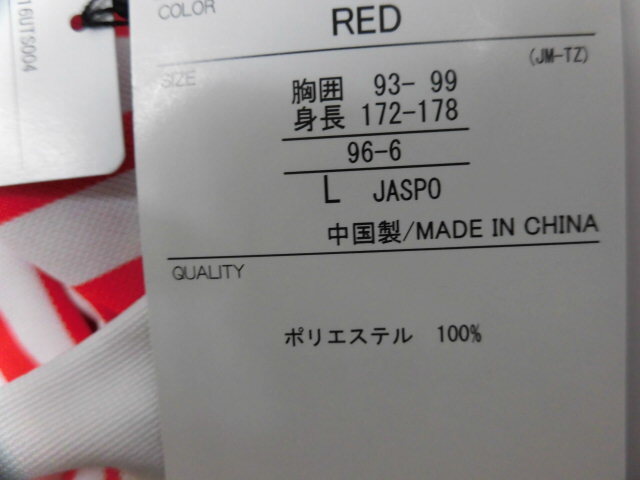 16UTS004
COLOR
RED
(JM-TZ)
SIZE
胸囲 93- 99
身長 172-178
96-6
L JASPO
中国製/MADE IN CHINA
QUALITY
ポリエステル 100%